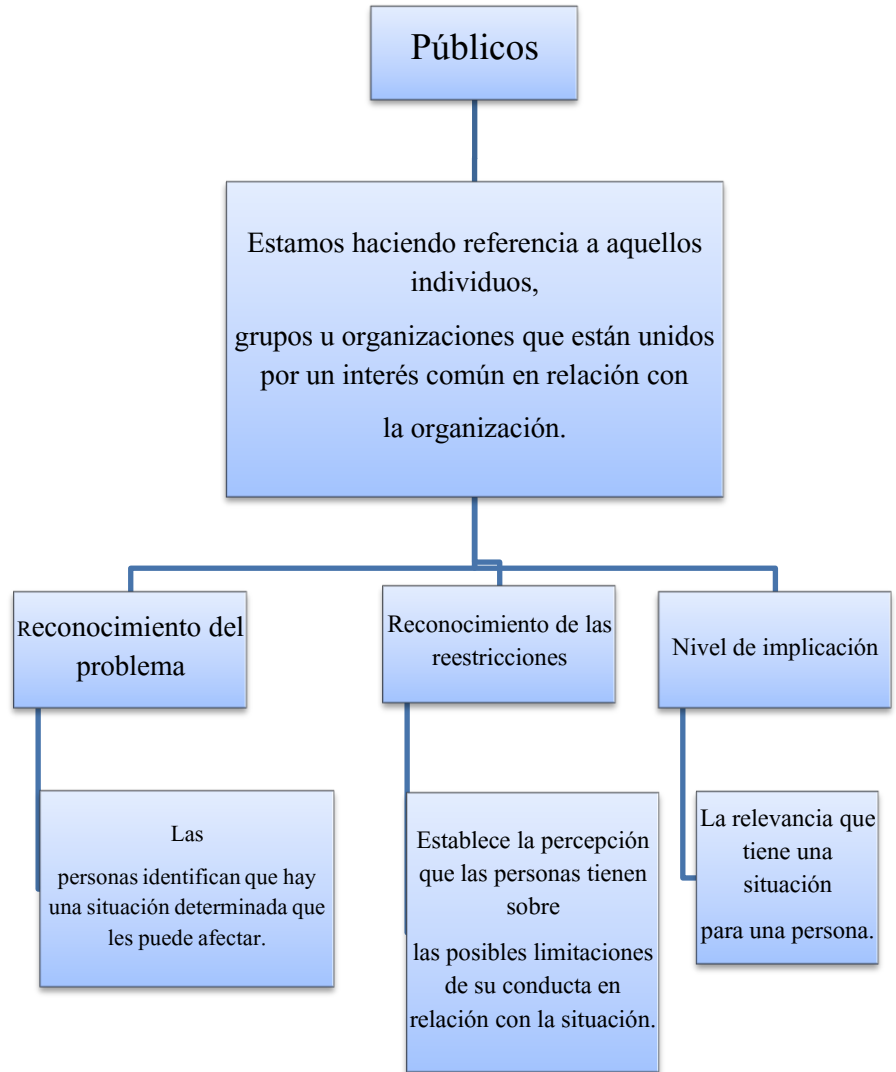 Públicos
Estamos haciendo referencia a aquellos
individuos,
grupos u organizaciones que están unidos
por un interés común en relación con
la organización.
Reconocimiento del
problema
Reconocimiento de las
reestricciones
Nivel de implicación
Las
personas identifican que hay
una situación determinada que
les puede afectar.
Establece la percepción
que las personas tienen
sobre
las posibles limitaciones
de su conducta en
relación con la situación.
La relevancia que
tiene una
situación
para una persona.